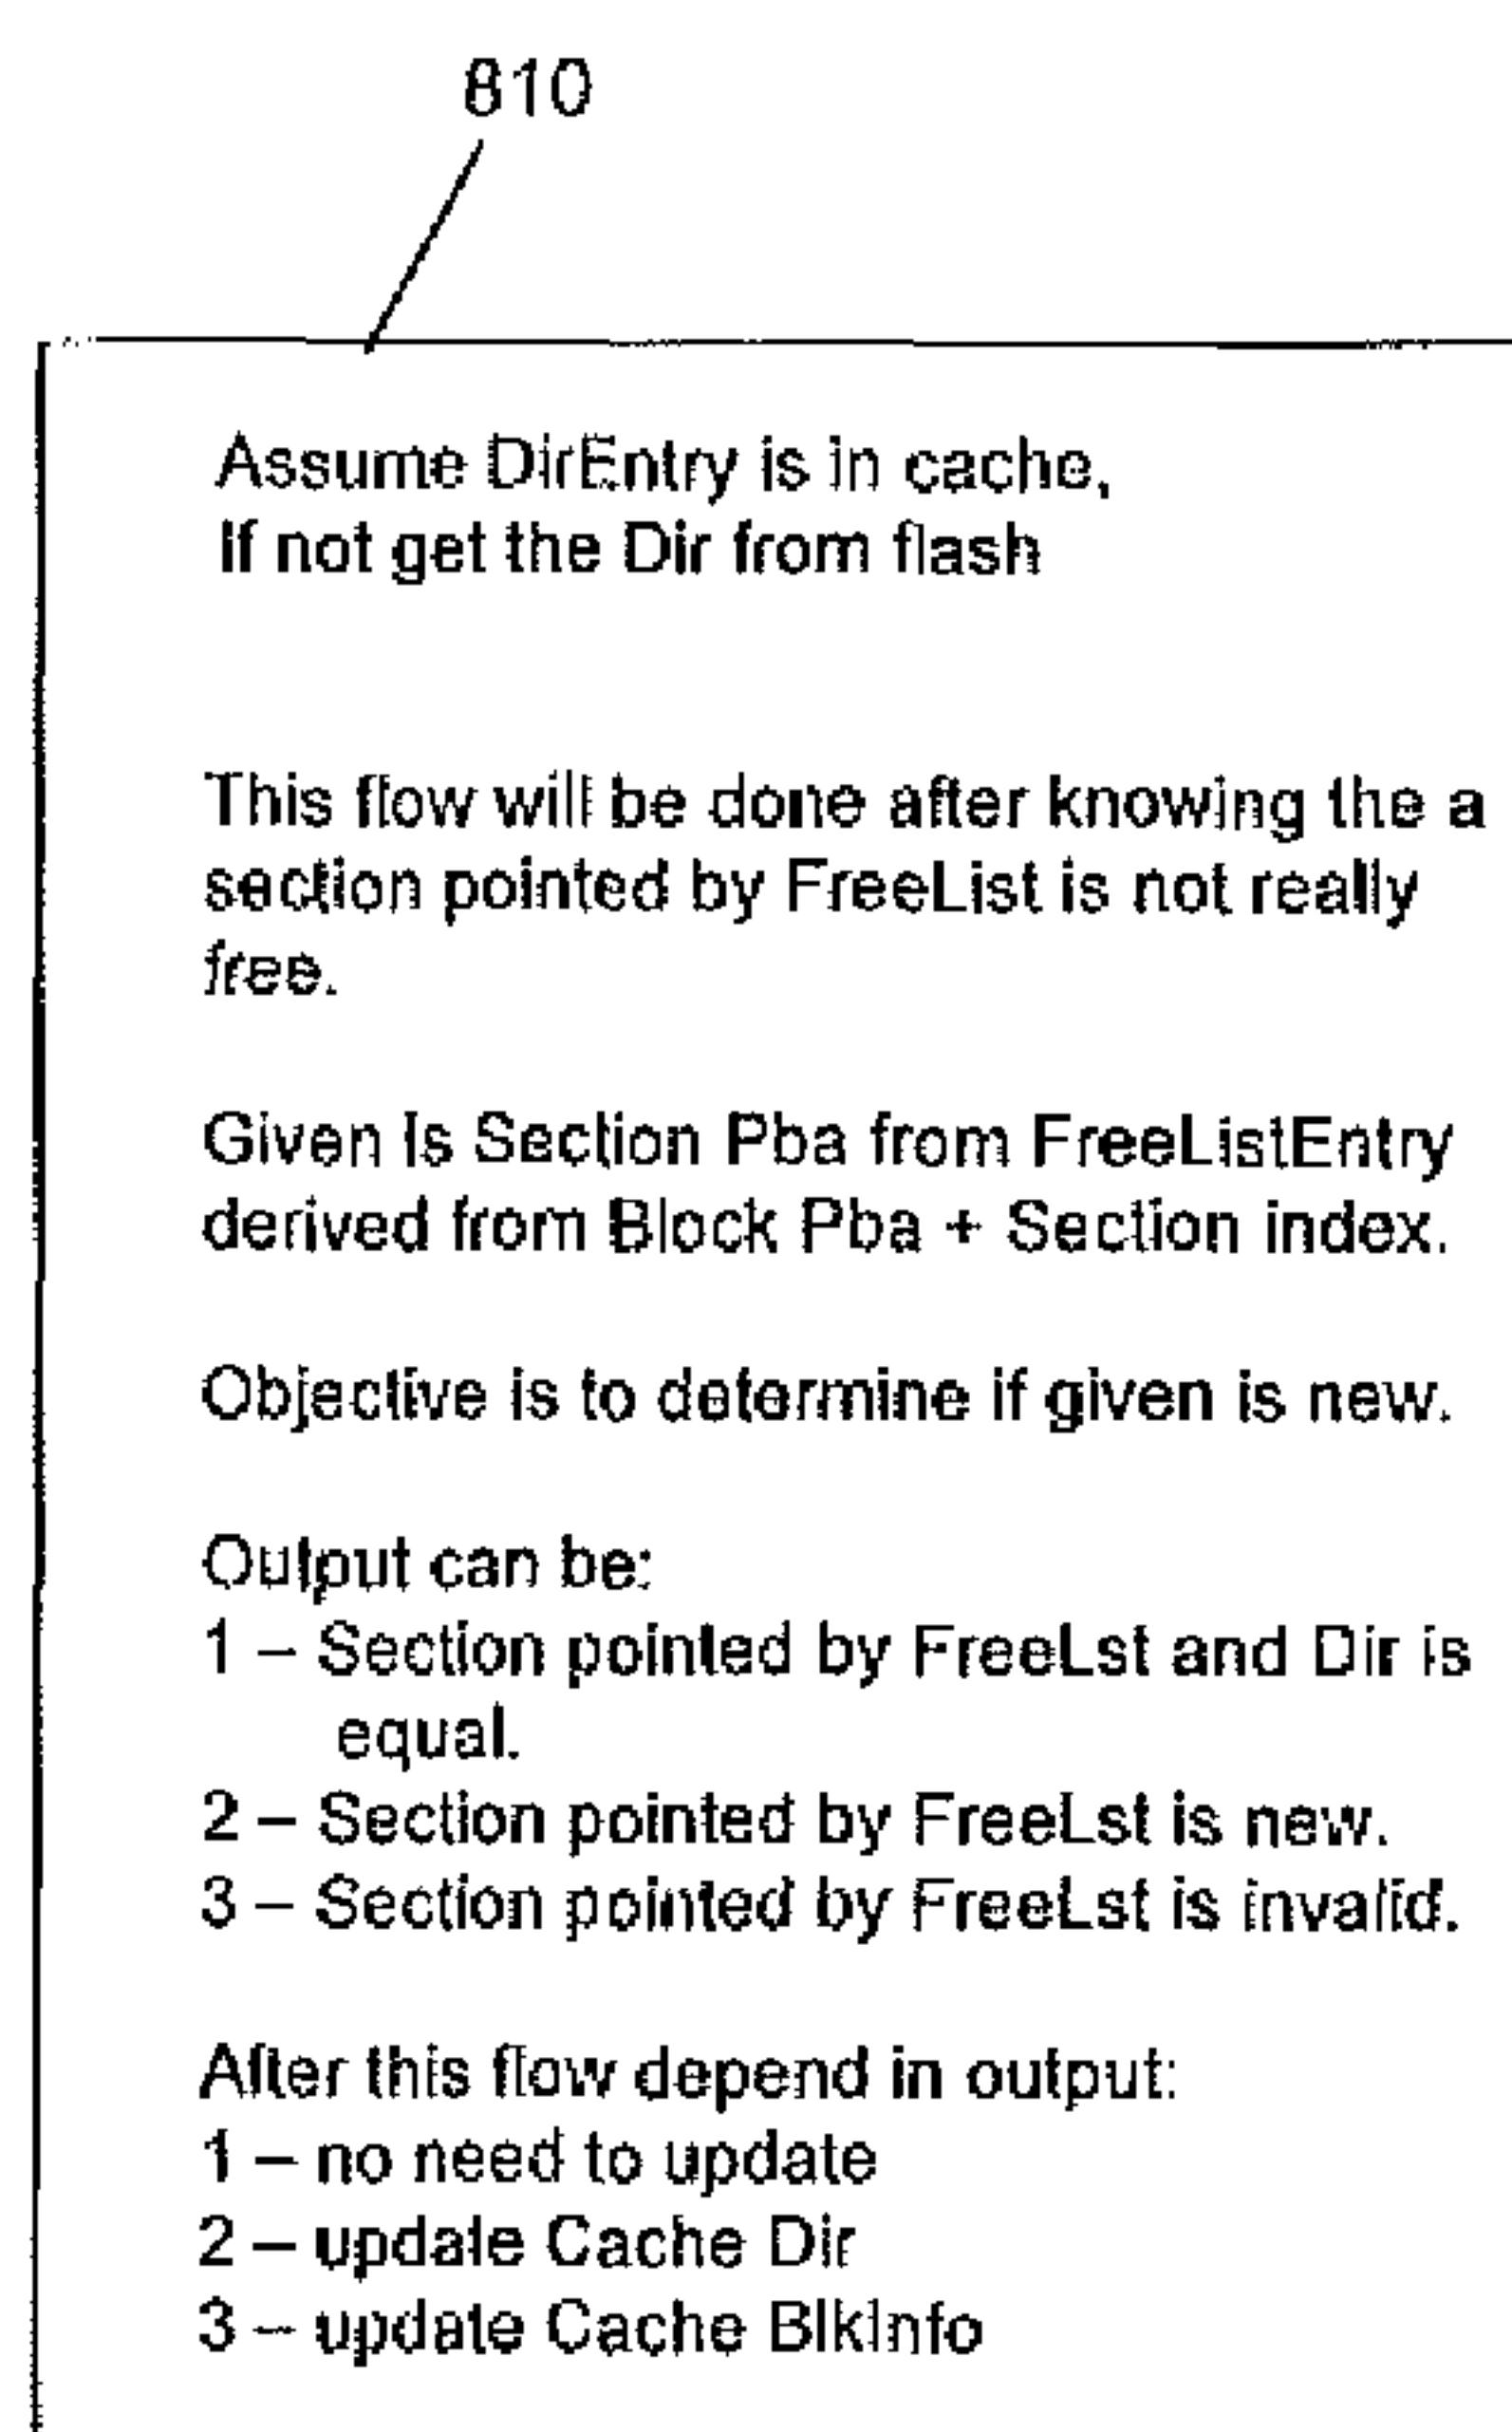 810
Assume DirEntry is in cache,
If not get the Dir from flash
This flow will be done after knowing the a
section pointed by FreeList is not really
free.
Given Is Section Pba from FreeListEntry
derived from Block Pba + Section index.
Objective is to determine if given is new.
Output can be:
1 – Section pointed by FreeLst and Dir is
equal.
2 – Section pointed by FreeLst is new.
3 – Section pointed by FreeLst is invalid.
After this flow depend in output:
1 – no need to update
2 – update Cache Dir
3 – update Cache BlkInfo